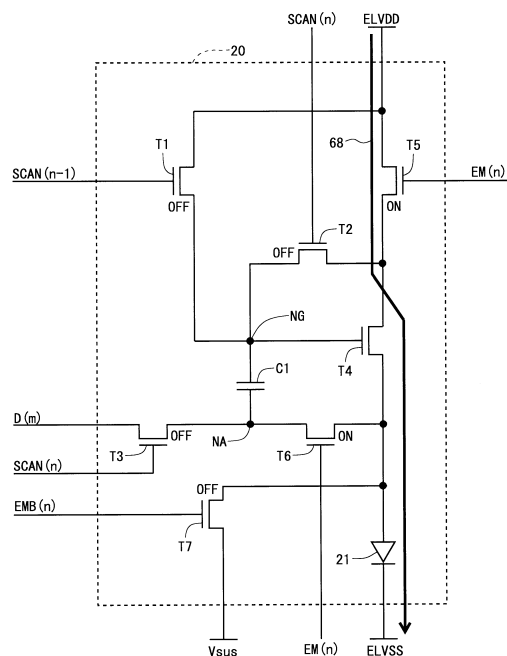 SCAN(n)
ELVDD
20
T1
68
T5
SCAN(n-1)
EM(n)
OFF
ON
T2
OFF
NG
T4
C1
D(m)
OFF
NA
ON
T3
T6
SCAN(n)
OFF
EMB(n)
T7
21
Vsus
EM(n)
ELVSS